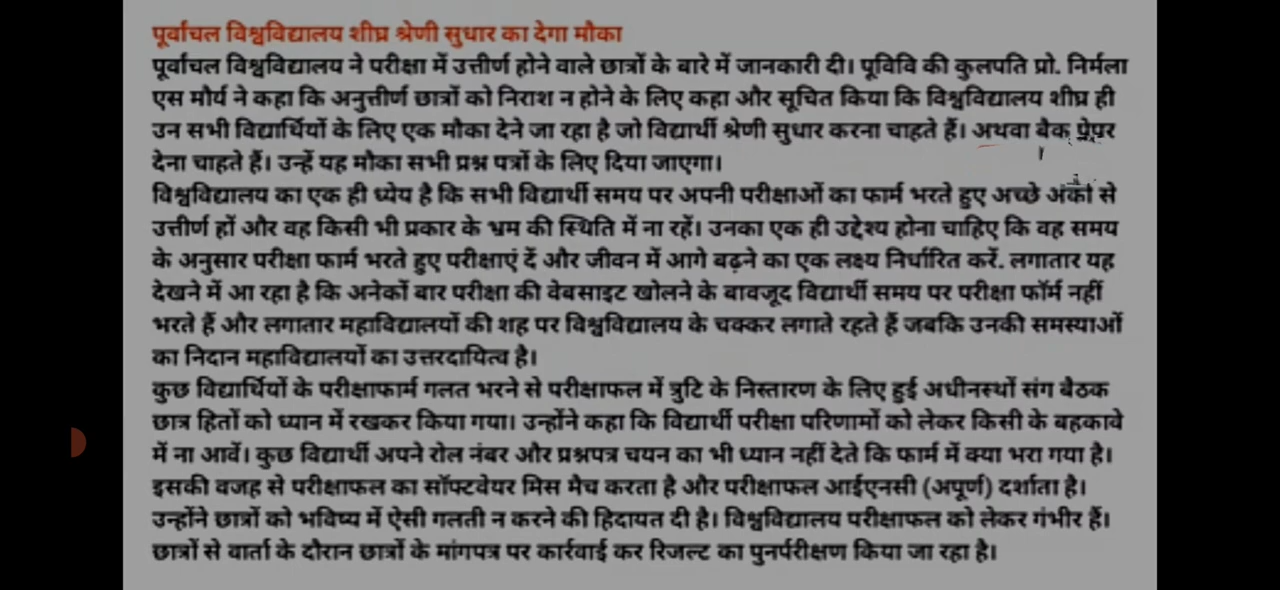 पूर्वांचल विश्वविद्यालय शीघ्र श्रेणी सुधार का देगा मौका
पूर्वांचल विश्वविद्यालय ने परीक्षा में उत्तीर्ण होने वाले छात्रों के बारे में जानकारी दी। पूविवि की कुलपति प्रो. निर्मला
एस मौर्य ने कहा कि अनुत्तीर्ण छात्रों को निराश न होने के लिए कहा और सूचित किया कि विश्वविद्यालय शीघ्र ही
उन सभी विद्यार्थियों के लिए एक मौका देने जा रहा है जो विद्यार्थी श्रेणी सुधार करना चाहते हैं। अथवा बैक पेपर
देना चाहते हैं। उन्हें यह मौका सभी प्रश्न पत्रों के लिए दिया जाएगा।
विश्वविद्यालय का एक ही ध्येय है कि सभी विद्यार्थी समय पर अपनी परीक्षाओं का फार्म भरते हुए अच्छे अंकों से
उत्तीर्ण हों और वह किसी भी प्रकार के भ्रम की स्थिति में ना रहें। उनका एक ही उद्देश्य होना चाहिए कि वह समय
के अनुसार परीक्षा फार्म भरते हुए परीक्षाएं दें और जीवन में आगे बढ़ने का एक लक्ष्य निर्धारित करें. लगातार यह
देखने में आ रहा है कि अनेकों बार परीक्षा की वेबसाइट खोलने के बावजूद विद्यार्थी समय पर परीक्षा फॉर्म नहीं
भरते हैं और लगातार महाविद्यालयों की शह पर विश्वविद्यालय के चक्कर लगाते रहते हैं जबकि उनकी समस्याओं
का निदान महाविद्यालयों का उत्तरदायित्व है।
कुछ विद्यार्थियों के परीक्षाफार्म गलत भरने से परीक्षाफल में त्रुटि के निस्तारण के लिए हुई अधीनस्थों संग बैठक
छात्र हितों को ध्यान में रखकर किया गया। उन्होंने कहा कि विद्यार्थी परीक्षा परिणामों को लेकर किसी के बहकावे
में ना आवें। कुछ विद्यार्थी अपने रोल नंबर और प्रश्नपत्र चयन का भी ध्यान नहीं देते कि फार्म में क्या भरा गया है।
इसकी वजह से परीक्षाफल का सॉफ्टवेयर मिस मैच करता है और परीक्षाफल आईएनसी (अपूर्ण) दर्शाता है।
उन्होंने छात्रों को भविष्य में ऐसी गलती न करने की हिदायत दी है। विश्वविद्यालय परीक्षाफल को लेकर गंभीर हैं।
छात्रों से वार्ता के दौरान छात्रों के मांगपत्र पर कार्रवाई कर रिजल्ट का पुनर्परीक्षण किया जा रहा है।